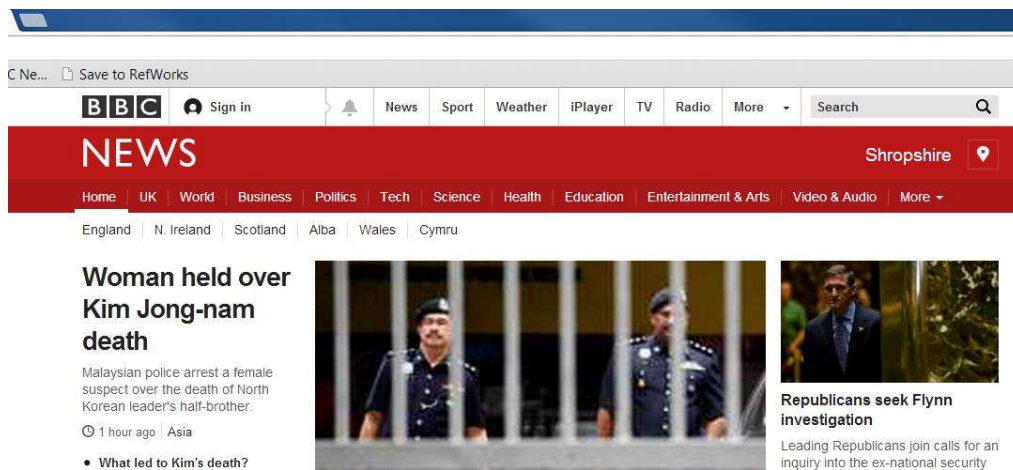 C Ne... Save to RefWorks
BBC Sign in News Sport Weather iPlayer TV Radio More Search
NEWS Shropshire
Home UK World Business Politics Tech Science Health Education Entertainment & Arts Video & Audio More
England N. Ireland Scotland Alba Wales Cymru
Woman held over
Kim Jong-nam
death
Malaysian police arrest a female
suspect over the death of North
Korean leader's half-brother.
1 hour ago Asia
• What led to Kim's death?
Republicans seek Flynn
investigation
Leading Republicans join calls for an
inquiry into the ex-national security